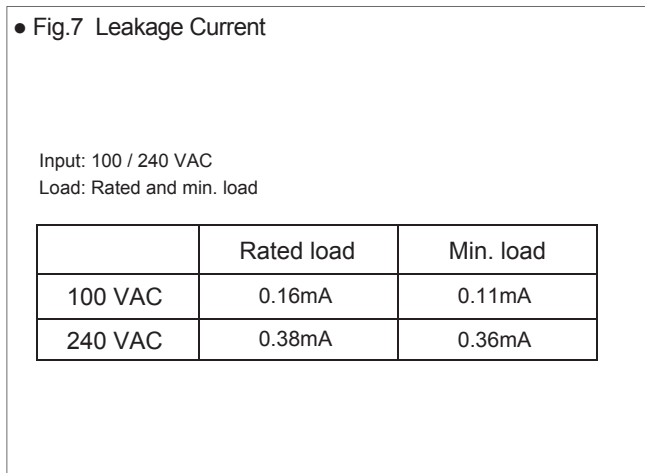 ● Fig.7 Leakage Current
Input: 100 / 240 VAC
Load: Rated and min. load
Rated load Min. load
100 VAC 0.16mA 0.11mA
240 VAC 0.38mA 0.36mA